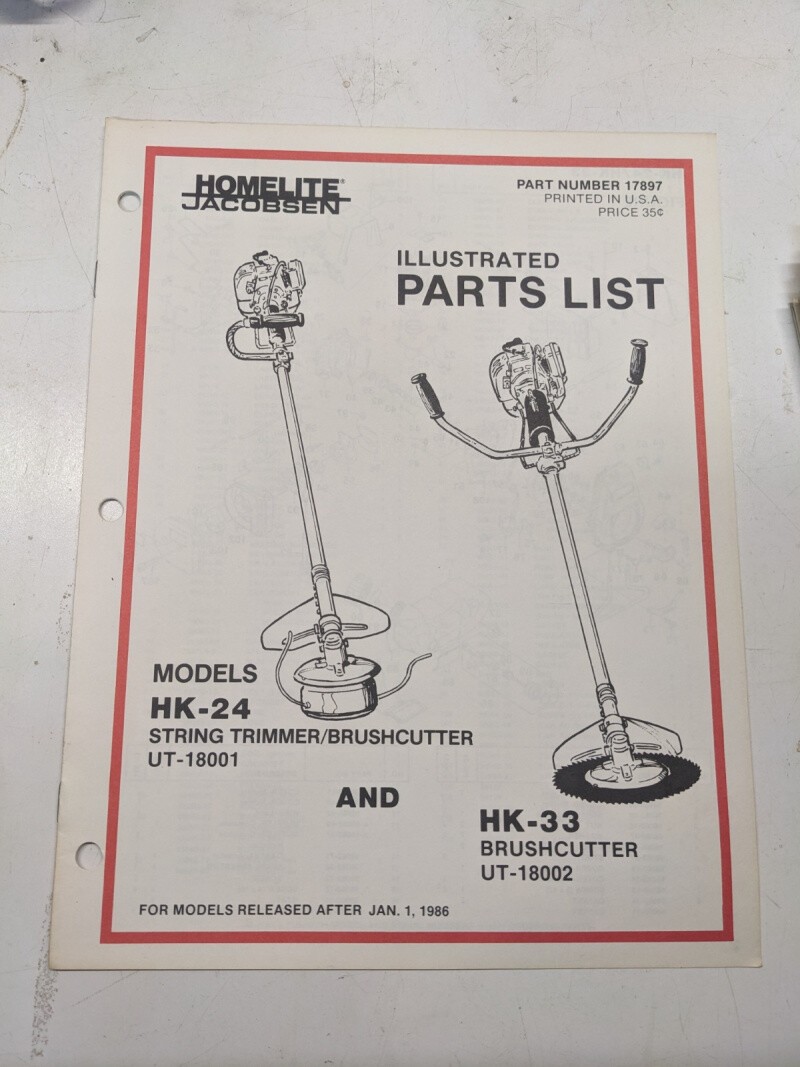 HOMELITE®
JACOBSEN
PART NUMBER 17897
PRINTED IN U.S.A.
PRICE 35¢
ILLUSTRATED
PARTS LIST
MODELS
HK-24
STRING TRIMMER/BRUSHCUTTER
UT-18001
AND
HK-33
BRUSHCUTTER
UT-18002
FOR MODELS RELEASED AFTER JAN. 1, 1986